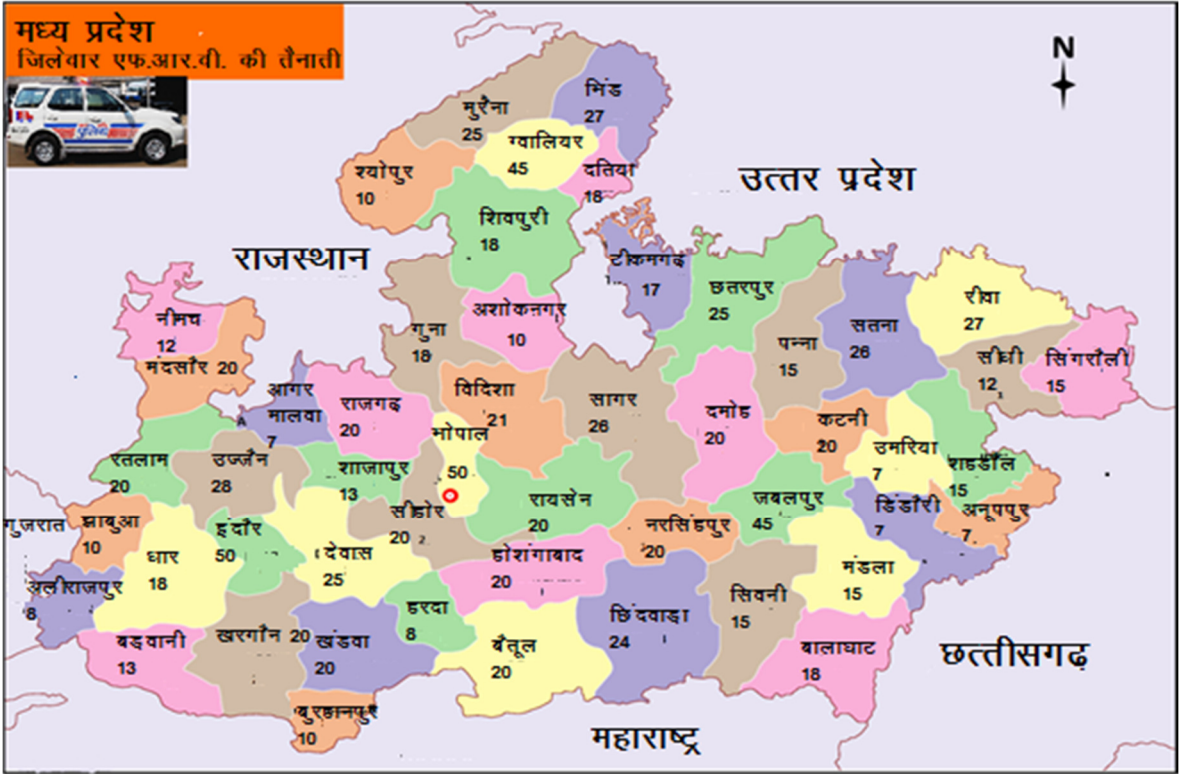 मध्य प्रदेश
जिलेवार एफ.आर.वी. की तैनाती
N
भिंड
27
मुरैना
25
ग्वालियर
45
दतिया
18
श्योपुर
10
शिवपुरी
18
उत्तर प्रदेश
राजस्थान
टीकमगढ़
17
छतरपुर
25
रीवा
27
नीमच
12
अशोकनगर
10
गुना
18
सतना
26
पन्ना
15
सीधी
12
सिंगरौली
15
मंदसौर 20
आगर
मालवा
7
राजगढ़
20
विदिशा
21
सागर
26
दमोह
20
कटनी
20
उमरिया
7
भोपाल
50
रतलाम
20
उज्जैन
28
शाजापुर
13
सीहोर
20
रायसेन
20
जबलपुर
45
शहडौल
15
डिंडौरी
7
अनूपपुर
7
गुजरात
झाबुआ
10
इंदौर
50
धार
18
देवास
25
होशंगाबाद
20
नरसिंहपुर
20
मंडला
15
अलीराजपुर
8
हरदा
8
छिंदवाड़ा
24
सिवनी
15
बड़वानी
13
खरगौन 20
खंडवा
20
बैतूल
20
बालाघाट
18
छत्तीसगढ़
बुरहानपुर
10
महाराष्ट्र